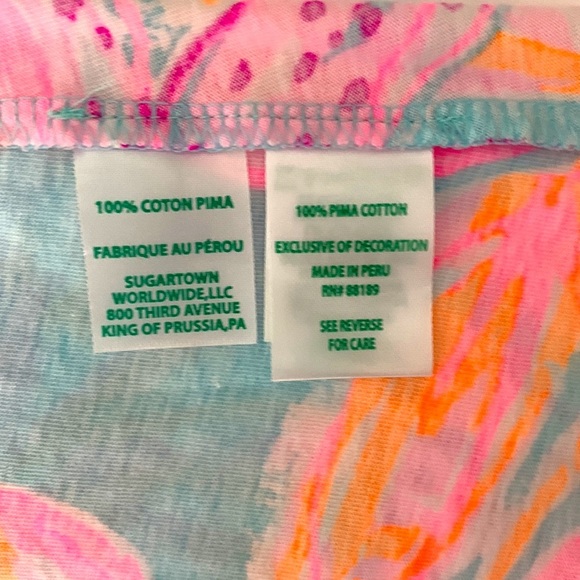 100% COTON PIMA
FABRIQUE AU PÉROU
SUGARTOWN
WORLDWIDE,LLC
800 THIRD AVENUE
KING OF PRUSSIA,PA
100% PIMA COTTON
EXCLUSIVE OF DECORATION
MADE IN PERU
RN# 88189
SEE REVERSE
FOR CARE